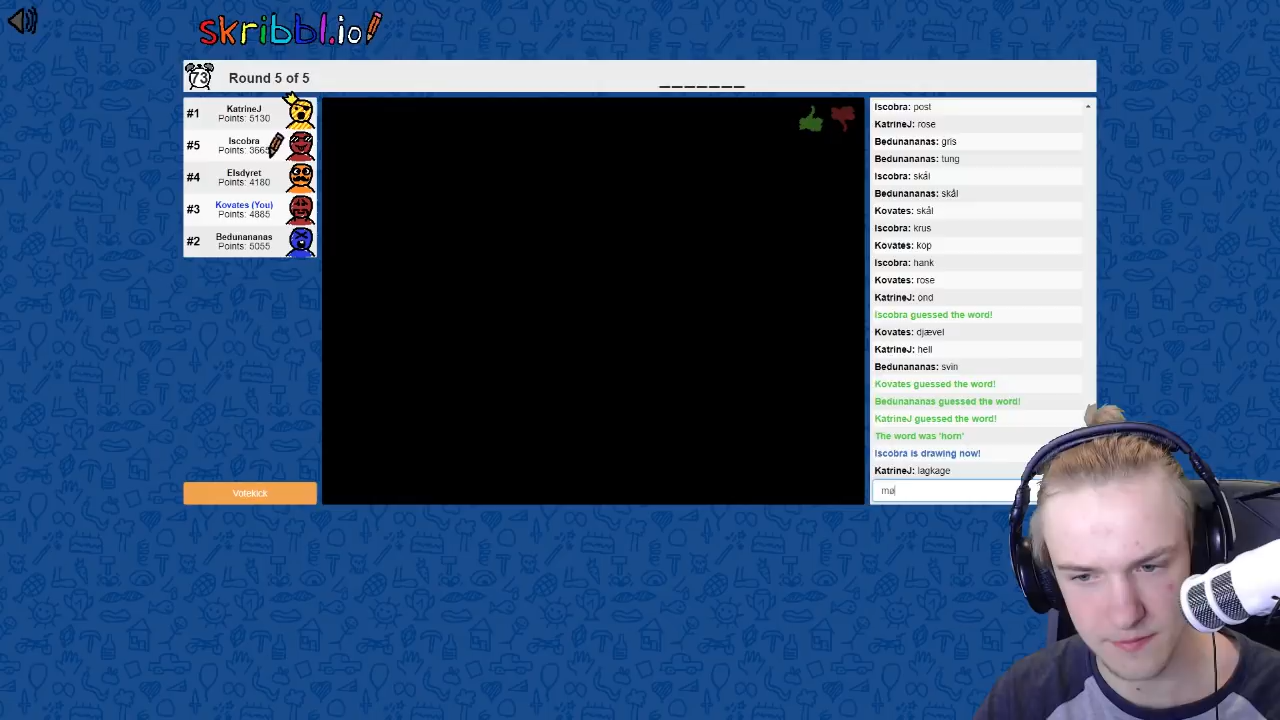 skribbl.io
73
Round 5 of 5
_______
#1
KatrineJ
Points: 5130
#5
Iscobra
Points: 3665
#4
Elsdyret
Points: 4180
#3
Kovates (You)
Points: 4885
#2
Bedunananas
Points: 5055
Votekick
Iscobra: post
KatrineJ: rose
Bedunananas: gris
Bedunananas: tung
Iscobra: skål
Bedunananas: skål
Kovates: skål
Iscobra: krus
Kovates: kop
Iscobra: hank
Kovates: rose
KatrineJ: ond
Iscobra guessed the word!
Kovates: djævel
KatrineJ: hell
Bedunananas: svin
Kovates guessed the word!
Bedunananas guessed the word!
KatrineJ guessed the word!
The word was 'horn'
Iscobra is drawing now!
KatrineJ: lagkage
mø